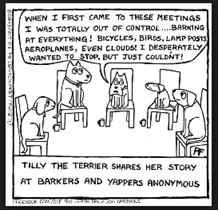 WHEN I FIRST CAME TO THESE MEETINGS
I WAS TOTALLY OUT OF CONTROL....BARKING
AT EVERYTHING! BICYCLES, BIRDS, LAMP POSTS
AEROPLANES, EVEN CLOUDS! I DESPERATELY
WANTED TO STOP, BUT JUST COULDN'T!
TILLY THE TERRIER SHARES HER STORY
AT BARKERS AND YAPPERS ANONYMOUS